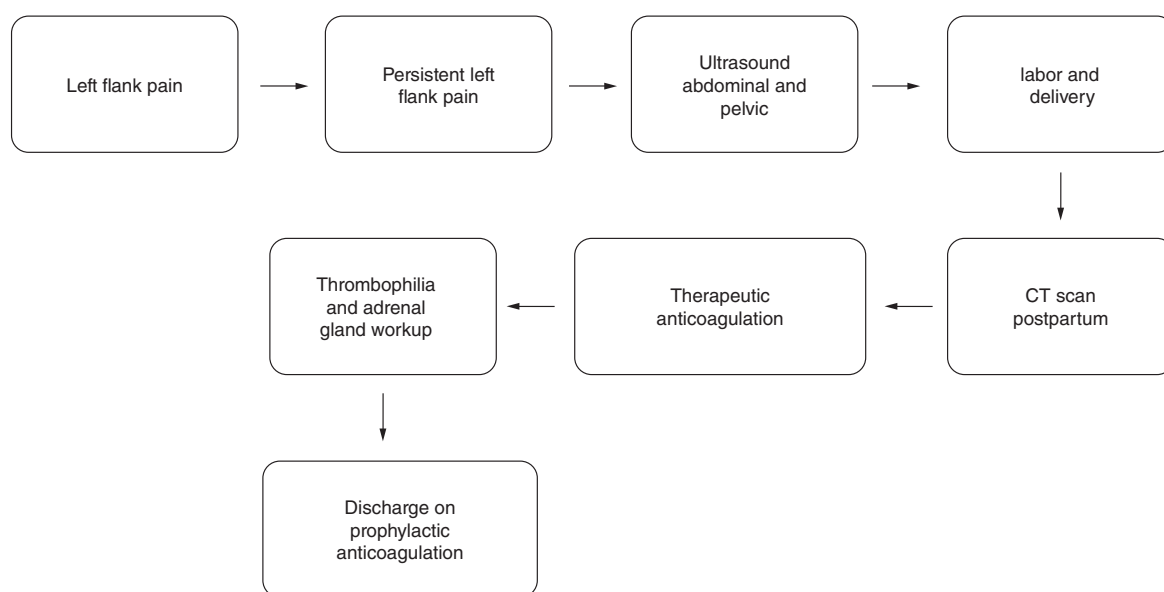 Left flank pain
Persistent left
flank pain
Ultrasound
abdominal and
pelvic
labor and
delivery
CT scan
postpartum
Therapeutic
anticoagulation
Thrombophilia
and adrenal
gland workup
Discharge on
prophylactic
anticoagulation